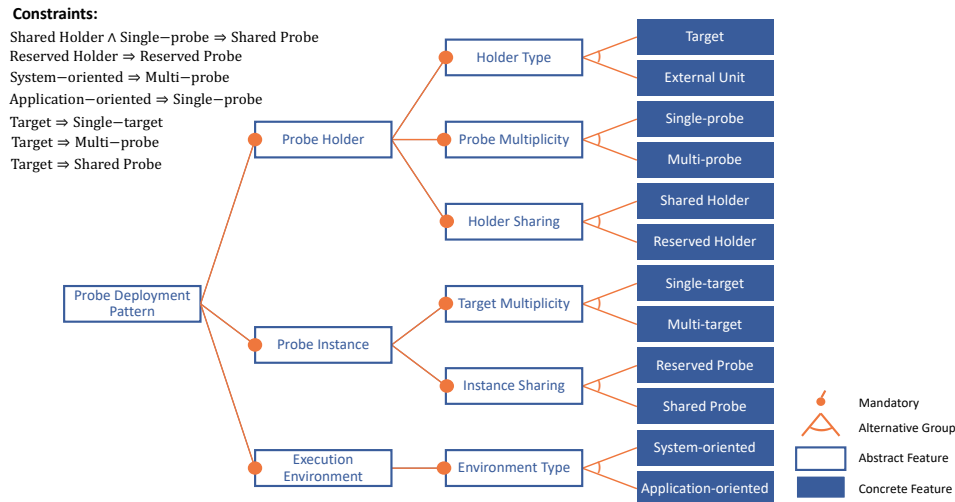 Constraints:
Shared Holder ∧ Single−probe ⇒ Shared Probe
Reserved Holder ⇒ Reserved Probe
System−oriented ⇒ Multi−probe
Application−oriented ⇒ Single−probe
Target ⇒ Single−target
Target ⇒ Multi−probe
Target ⇒ Shared Probe
Probe Deployment
Pattern
Probe Holder
Probe Instance
Execution
Environment
Holder Type
Probe Multiplicity
Holder Sharing
Target Multiplicity
Instance Sharing
Environment Type
Target
External Unit
Single-probe
Multi-probe
Shared Holder
Reserved Holder
Single-target
Multi-target
Reserved Probe
Shared Probe
System-oriented
Application-oriented
Mandatory
Alternative Group
Abstract Feature
Concrete Feature